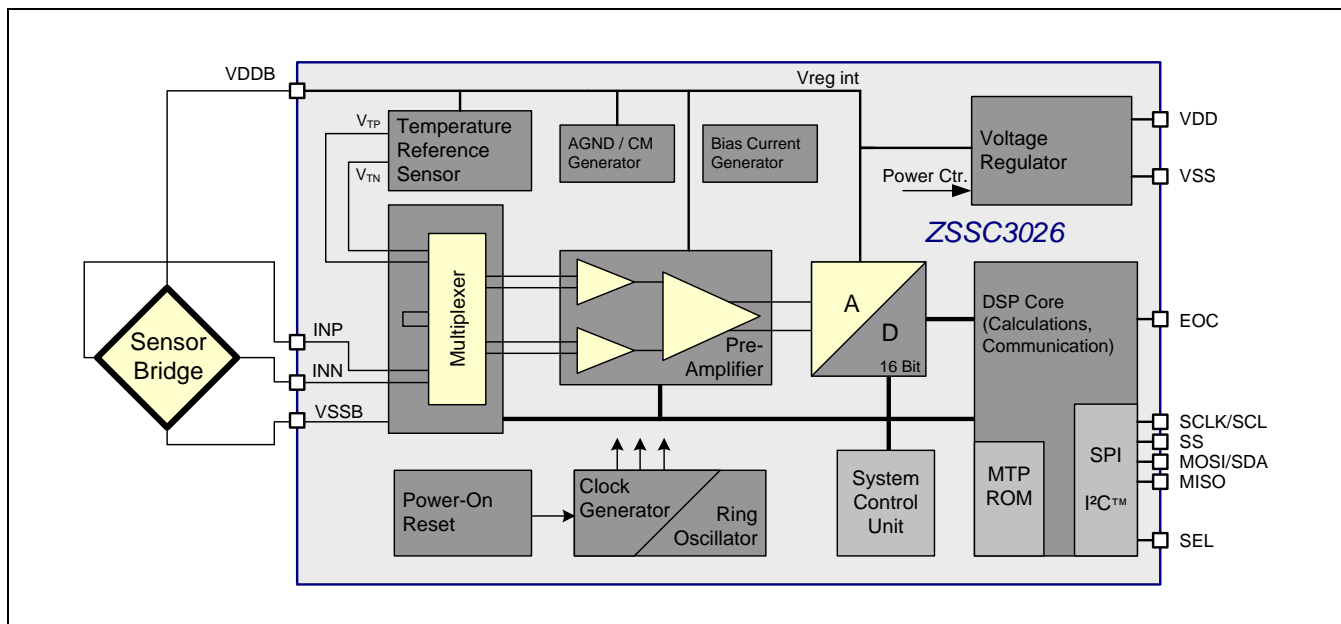 VDDB
Vreg int
VTP
Temperature
Reference
Sensor
VTN
AGND / CM
Generator
Bias Current
Generator
Voltage
Regulator
Power Ctr.
VDD
VSS
ZSSC3026
Sensor
Bridge
INP
INN
VSSB
Multiplexer
Pre-
Amplifier
A
D
16 Bit
DSP Core
(Calculations,
Communication)
EOC
SCLK/SCL
SS
MOSI/SDA
MISO
SEL
SPI
I²C™
MTP
ROM
System
Control
Unit
Power-On
Reset
Clock
Generator
Ring
Oscillator